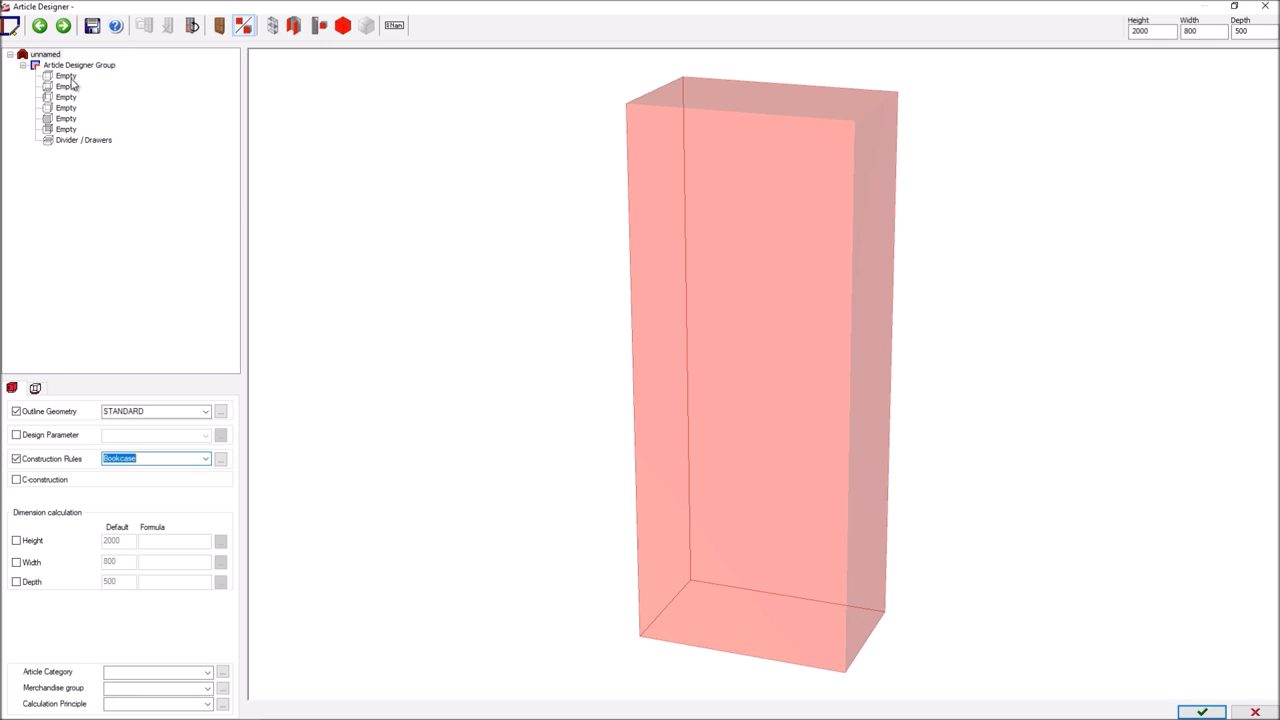 Article Designer -
Height Width Depth
2000 800 500
unnamed
Article Designer Group
Empty
Empty
Empty
Empty
Empty
Empty
Divider / Drawers
Outline Geometry STANDARD ...
Design Parameter ...
Construction Rules Bookcase ...
C-construction
Dimension calculation
Default Formula
Height 2000 ...
Width 800 ...
Depth 500 ...
Article Category ...
Merchandise group ...
Calculation Principle ...